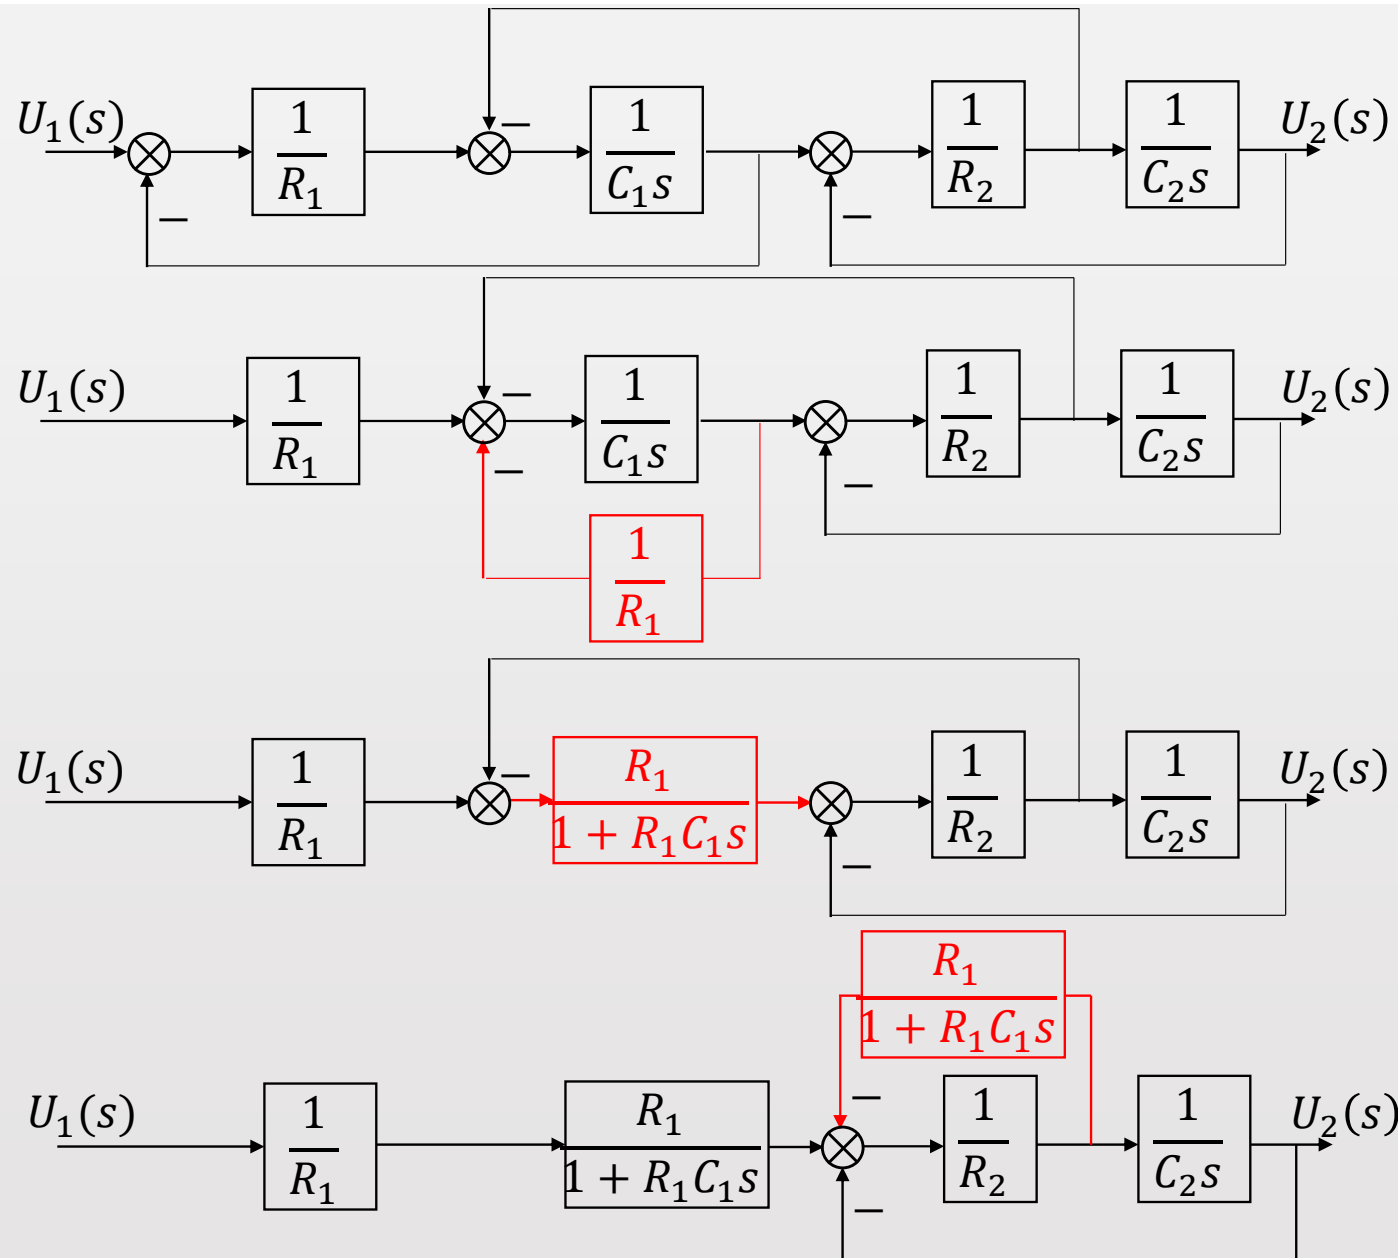 U₁(s) 1/R₁ − 1/C₁s 1/R₂ 1/C₂s U₂(s)
− −
U₁(s) 1/R₁ − 1/C₁s 1/R₂ 1/C₂s U₂(s)
− −
1/R₁
U₁(s) 1/R₁ − R₁/1 + R₁C₁s 1/R₂ 1/C₂s U₂(s)
−
R₁/1 + R₁C₁s
U₁(s) 1/R₁ R₁/1 + R₁C₁s − 1/R₂ 1/C₂s U₂(s)
−